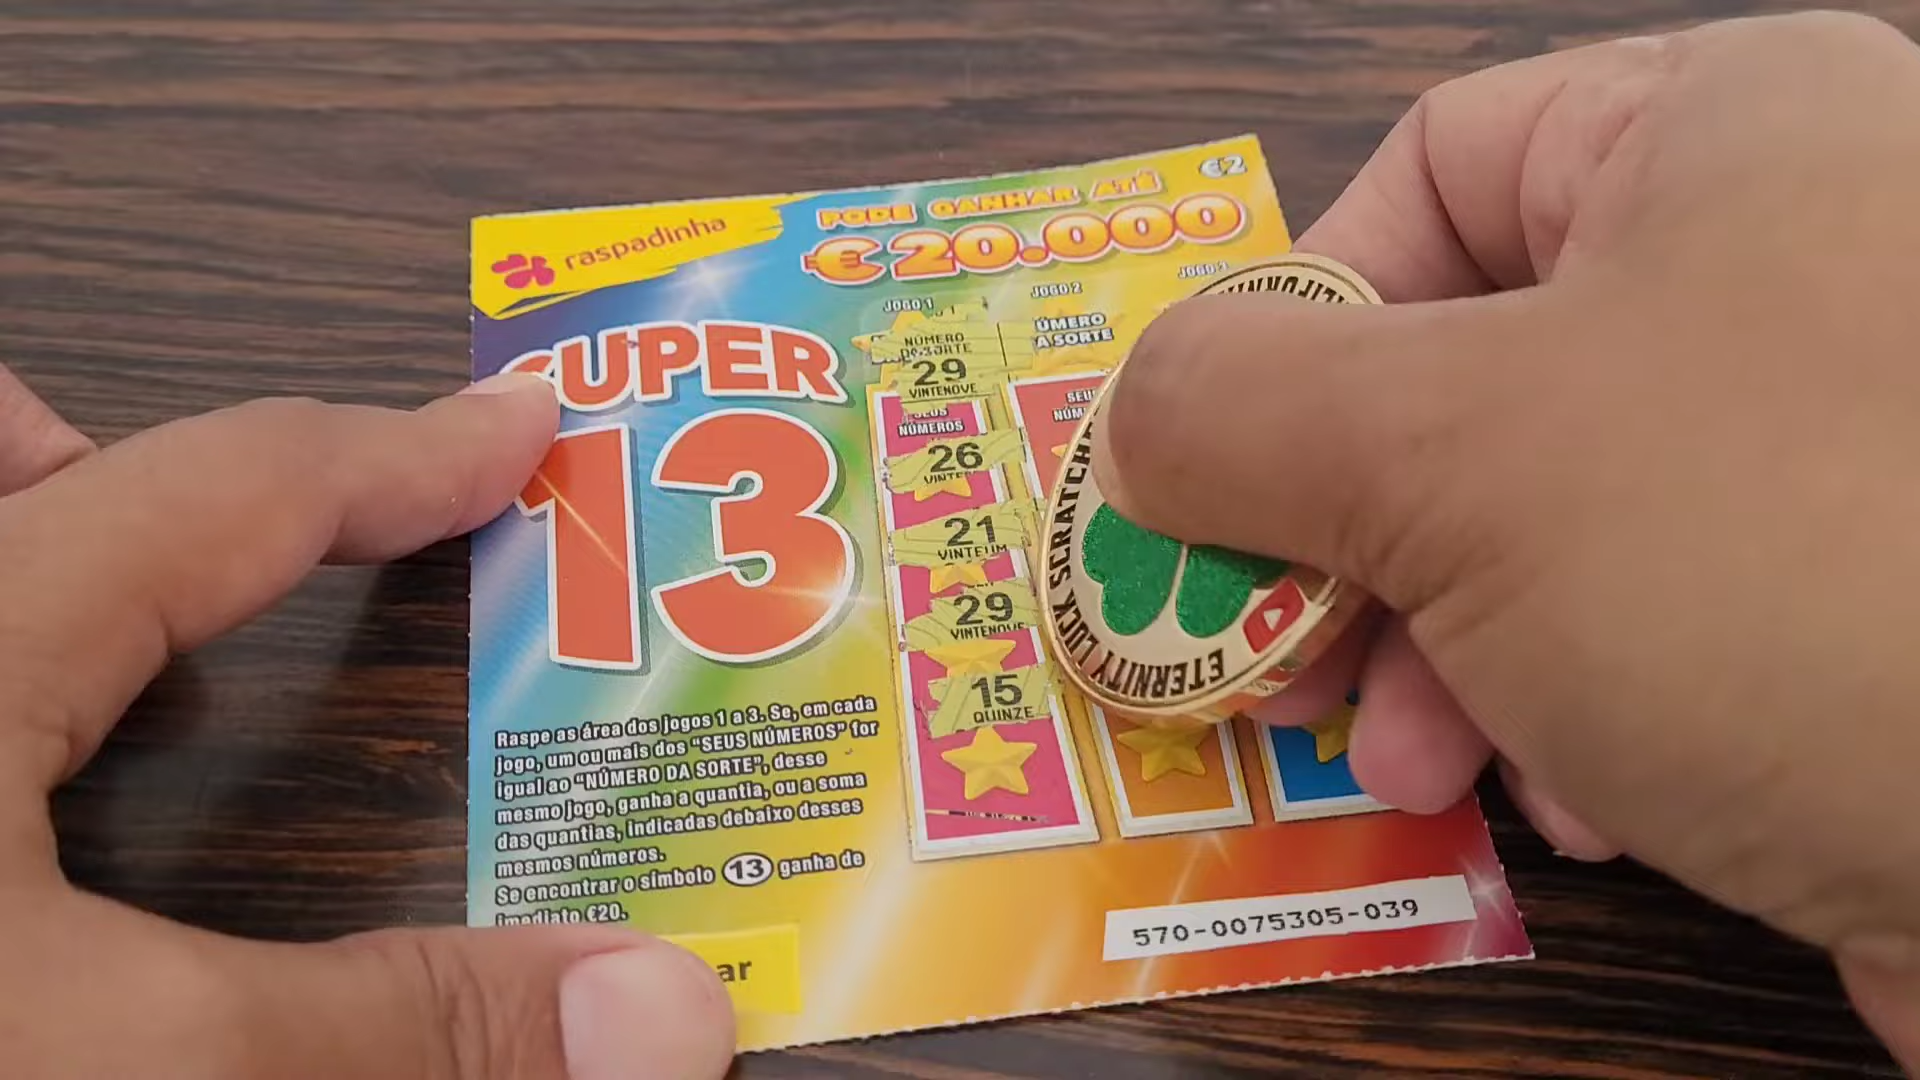 raspadinha
PODE GANHAR ATÉ
€2
€20.000
SUPER
13
JOGO 1
JOGO 2
JOGO 3
NÚMERO
DA SORTE
29
VINTENOVE
SEUS
NÚMEROS
26
21
VINTEUM
29
VINTENOVE
15
QUINZE
ÚMERO
A SORTE
SEU
NÚM
ETERNITY LUCK SCRATCH
Raspe as área dos jogos 1 a 3. Se, em cada
jogo, um ou mais dos “SEUS NÚMEROS” for
igual ao “NÚMERO DA SORTE”, desse
mesmo jogo, ganha a quantia, ou a soma
das quantias, indicadas debaixo desses
mesmos números.
Se encontrar o símbolo 13 ganha de
imediato €20.
ar
570-0075305-039